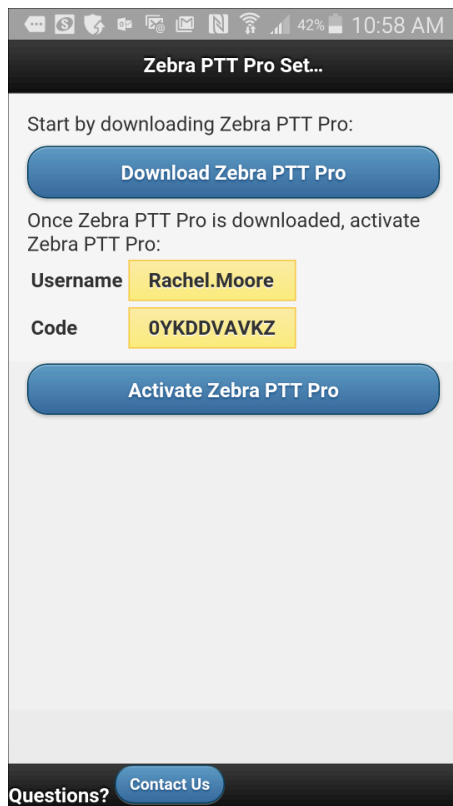 42% 10:58 AM
Zebra PTT Pro Set...
Start by downloading Zebra PTT Pro:
Download Zebra PTT Pro
Once Zebra PTT Pro is downloaded, activate
Zebra PTT Pro:
Username Rachel.Moore
Code 0YKDDVAVKZ
Activate Zebra PTT Pro
Questions? Contact Us